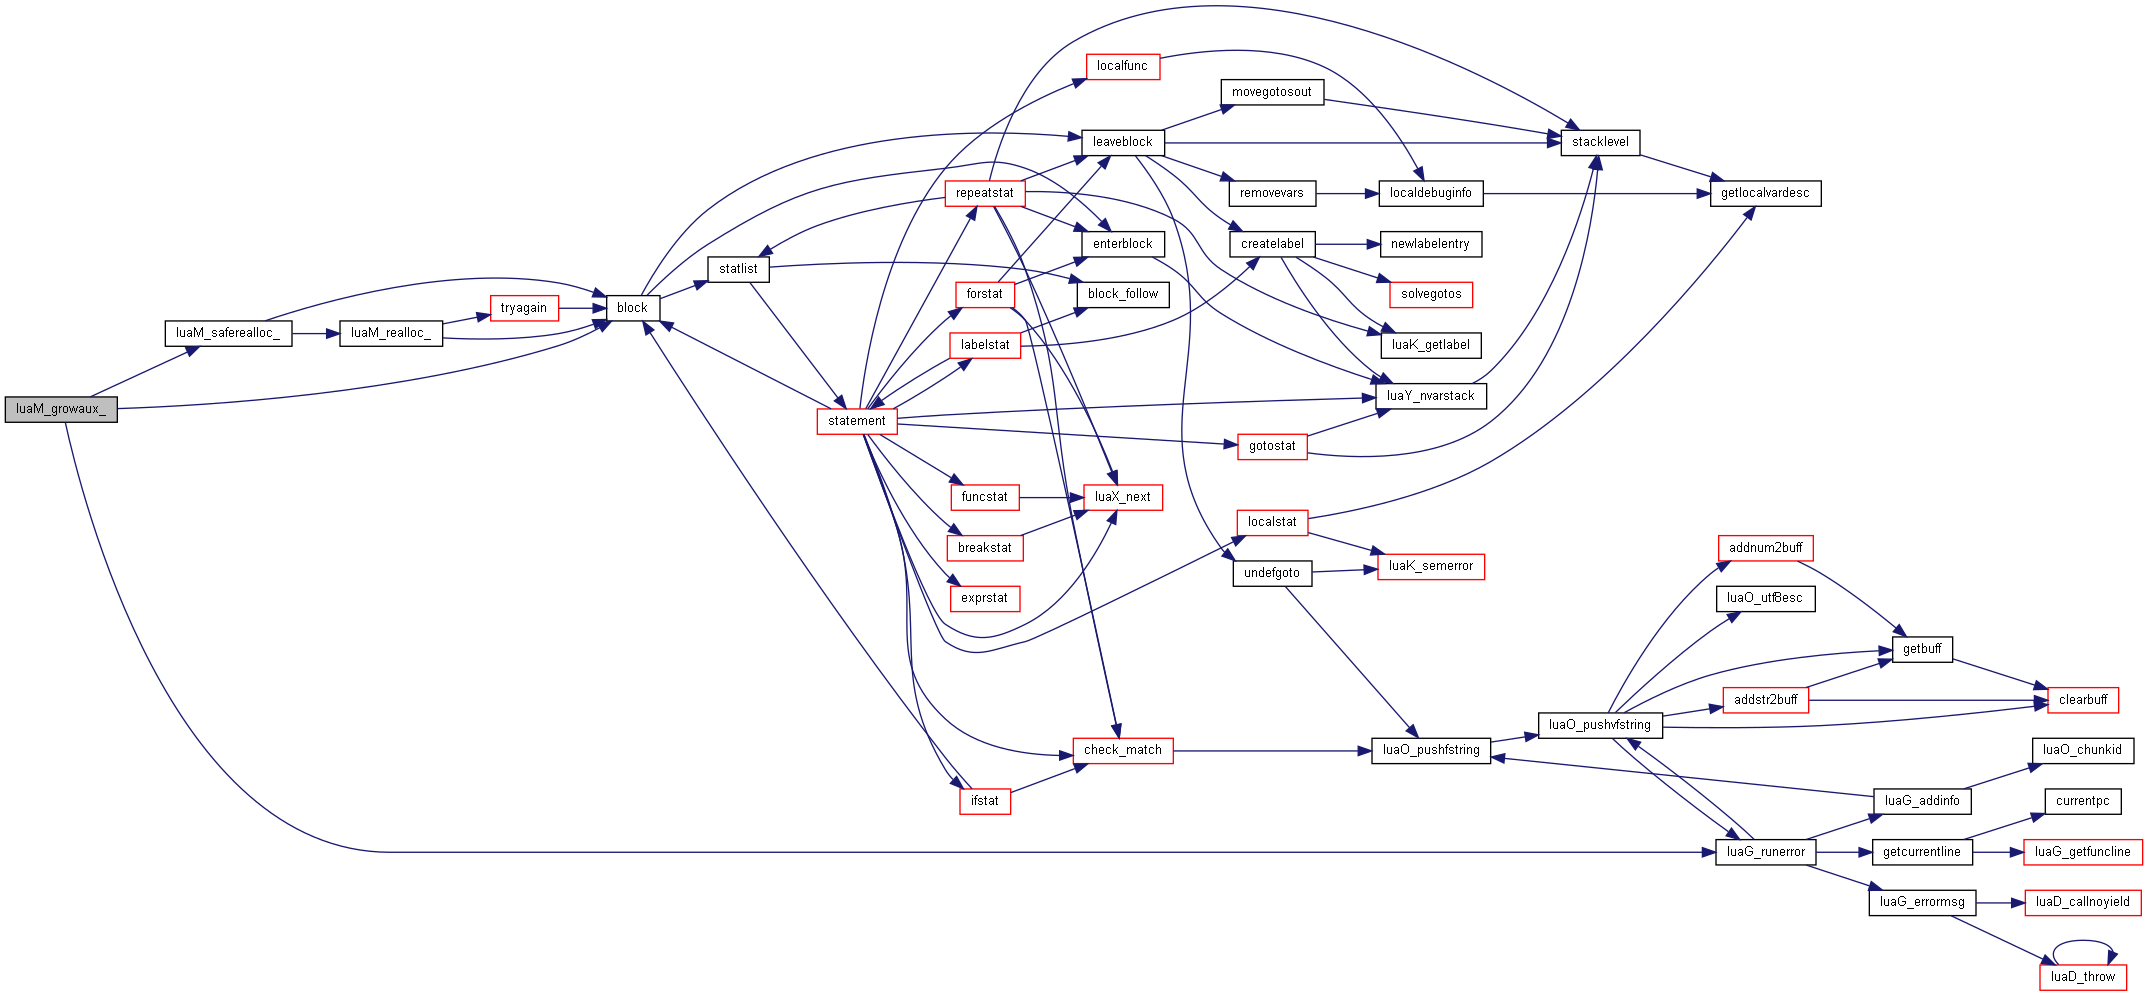 luaM_growaux_
luaM_saferealloc_
luaM_realloc_
tryagain
block
statlist
statement
repeatstat
forstat
labelstat
funcstat
breakstat
exprstat
ifstat
localfunc
leaveblock
enterblock
block_follow
luaX_next
check_match
movegotosout
removevars
createlabel
gotostat
localstat
undefgoto
localdebuginfo
newlabelentry
solvegotos
luaK_getlabel
luaY_nvarstack
luaK_semerror
luaO_pushfstring
stacklevel
luaO_pushvfstring
getlocalvardesc
addnum2buff
luaO_utf8esc
addstr2buff
luaG_runerror
getbuff
luaG_addinfo
getcurrentline
luaG_errormsg
clearbuff
luaO_chunkid
currentpc
luaG_getfuncline
luaD_callnoyield
luaD_throw